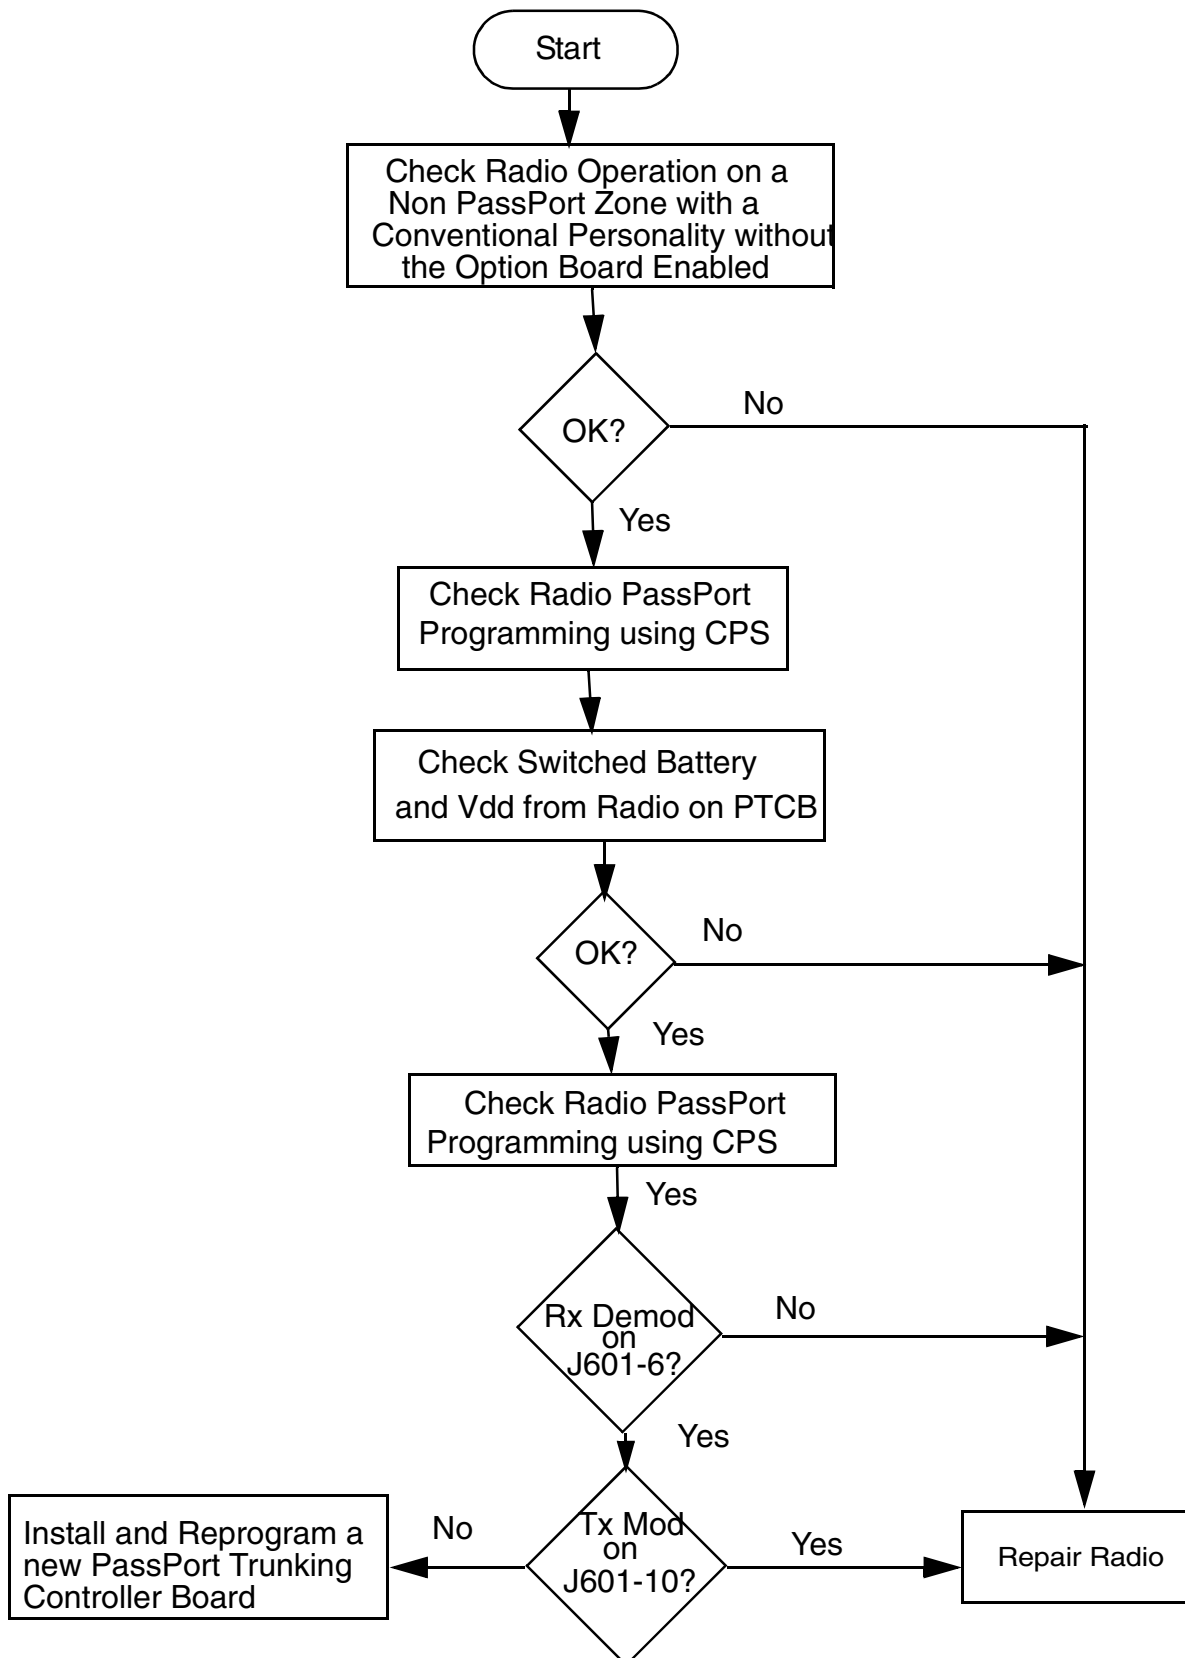 Start
Check Radio Operation on a
Non PassPort Zone with a
Conventional Personality without
the Option Board Enabled
OK?
No
Yes
Check Radio PassPort
Programming using CPS
Check Switched Battery
and Vdd from Radio on PTCB
OK?
No
Yes
Check Radio PassPort
Programming using CPS
Yes
Rx Demod
on
J601-6?
No
Yes
Tx Mod
on
J601-10?
No
Yes
Install and Reprogram a
new PassPort Trunking
Controller Board
Repair Radio